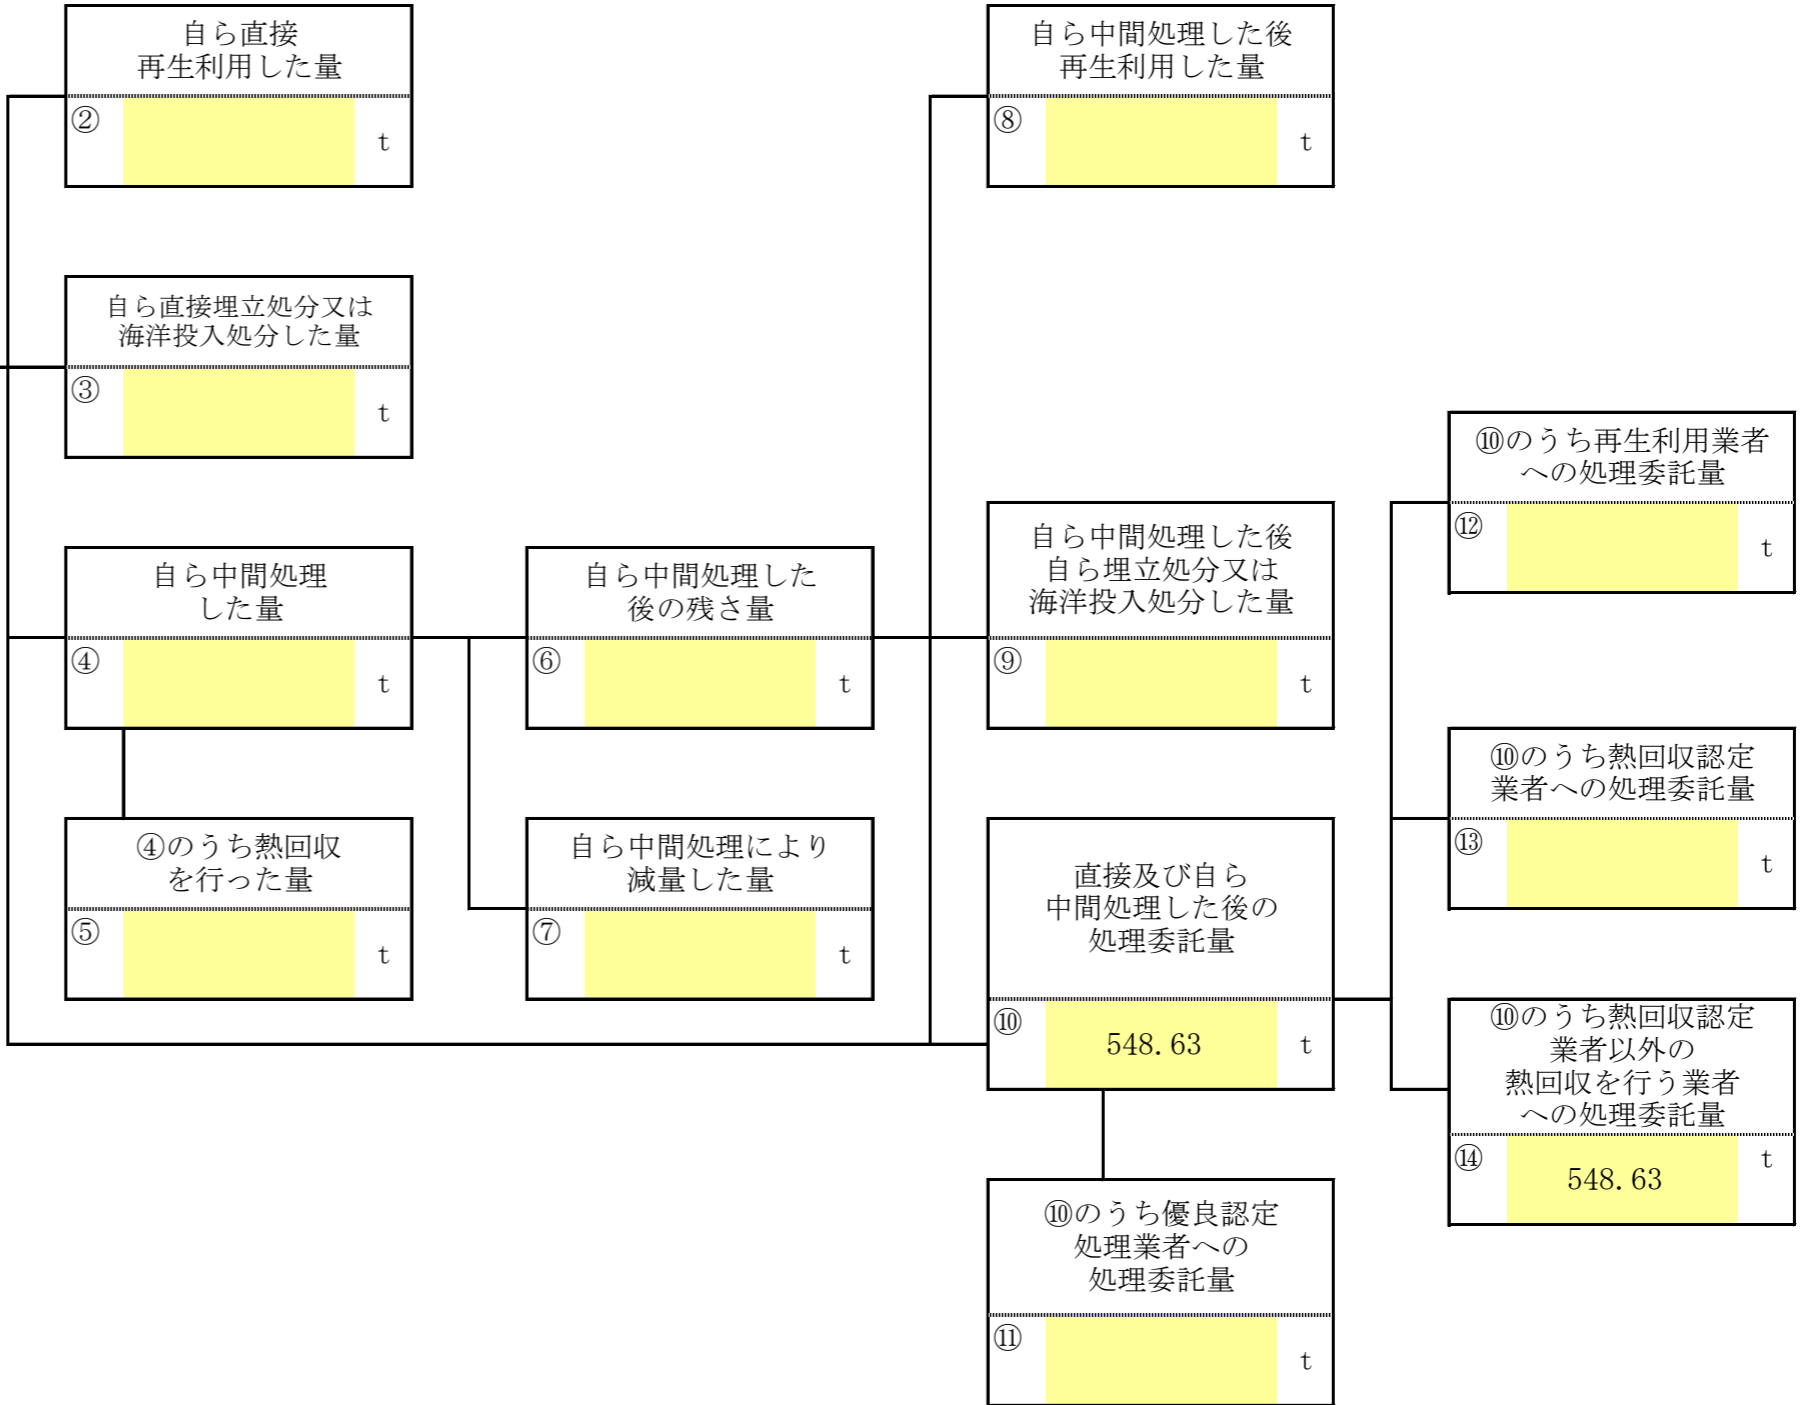 自ら直接
再生利用した量
②
t
自ら中間処理した後
再生利用した量
⑧
t
自ら直接埋立処分又は
海洋投入処分した量
③
t
⑩のうち再生利用業者
への処理委託量
⑫
t
自ら中間処理
した量
④
t
自ら中間処理した
後の残さ量
⑥
t
自ら中間処理した後
自ら埋立処分又は
海洋投入処分した量
⑨
t
⑩のうち熱回収認定
業者への処理委託量
⑬
t
④のうち熱回収
を行った量
⑤
t
自ら中間処理により
減量した量
⑦
t
直接及び自ら
中間処理した後の
処理委託量
⑩ 548.63 t
⑩のうち熱回収認定
業者以外の
熱回収を行う業者
への処理委託量
⑭ 548.63 t
⑩のうち優良認定
処理業者への
処理委託量
⑪
t